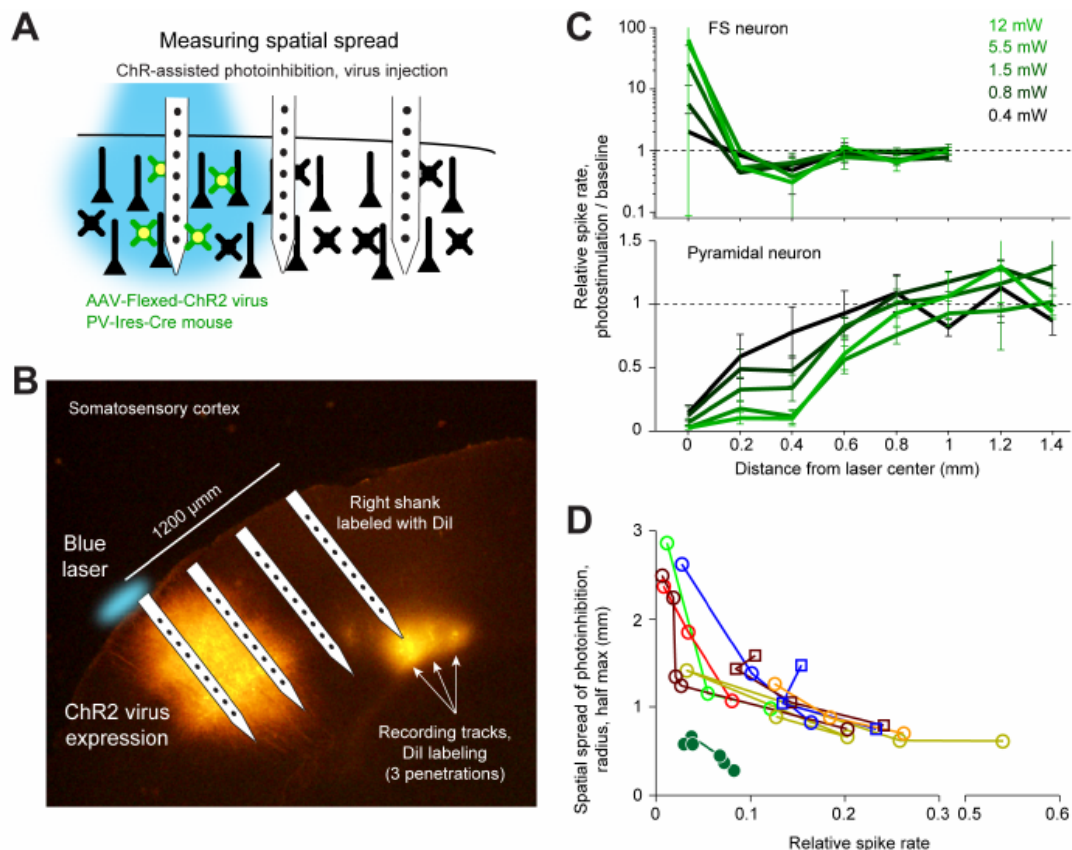 A
Measuring spatial spread
ChR-assisted photoinhibition, virus injection
AAV-Flexed-ChR2 virus
PV-Ires-Cre mouse
B
Somatosensory cortex
1200 µmm
Blue
laser
Right shank
labeled with DiI
ChR2 virus
expression
Recording tracks,
DiI labeling
(3 penetrations)
C
FS neuron
12 mW
5.5 mW
1.5 mW
0.8 mW
0.4 mW
100
10
1
0.1
Relative spike rate,
photostimulation / baseline
Pyramidal neuron
1.5
1
0.5
0
0 0.2 0.4 0.6 0.8 1 1.2 1.4
Distance from laser center (mm)
D
Spatial spread of photoinhibition,
radius, half max (mm)
3
2
1
0
0 0.1 0.2 0.3 0.5 0.6
Relative spike rate